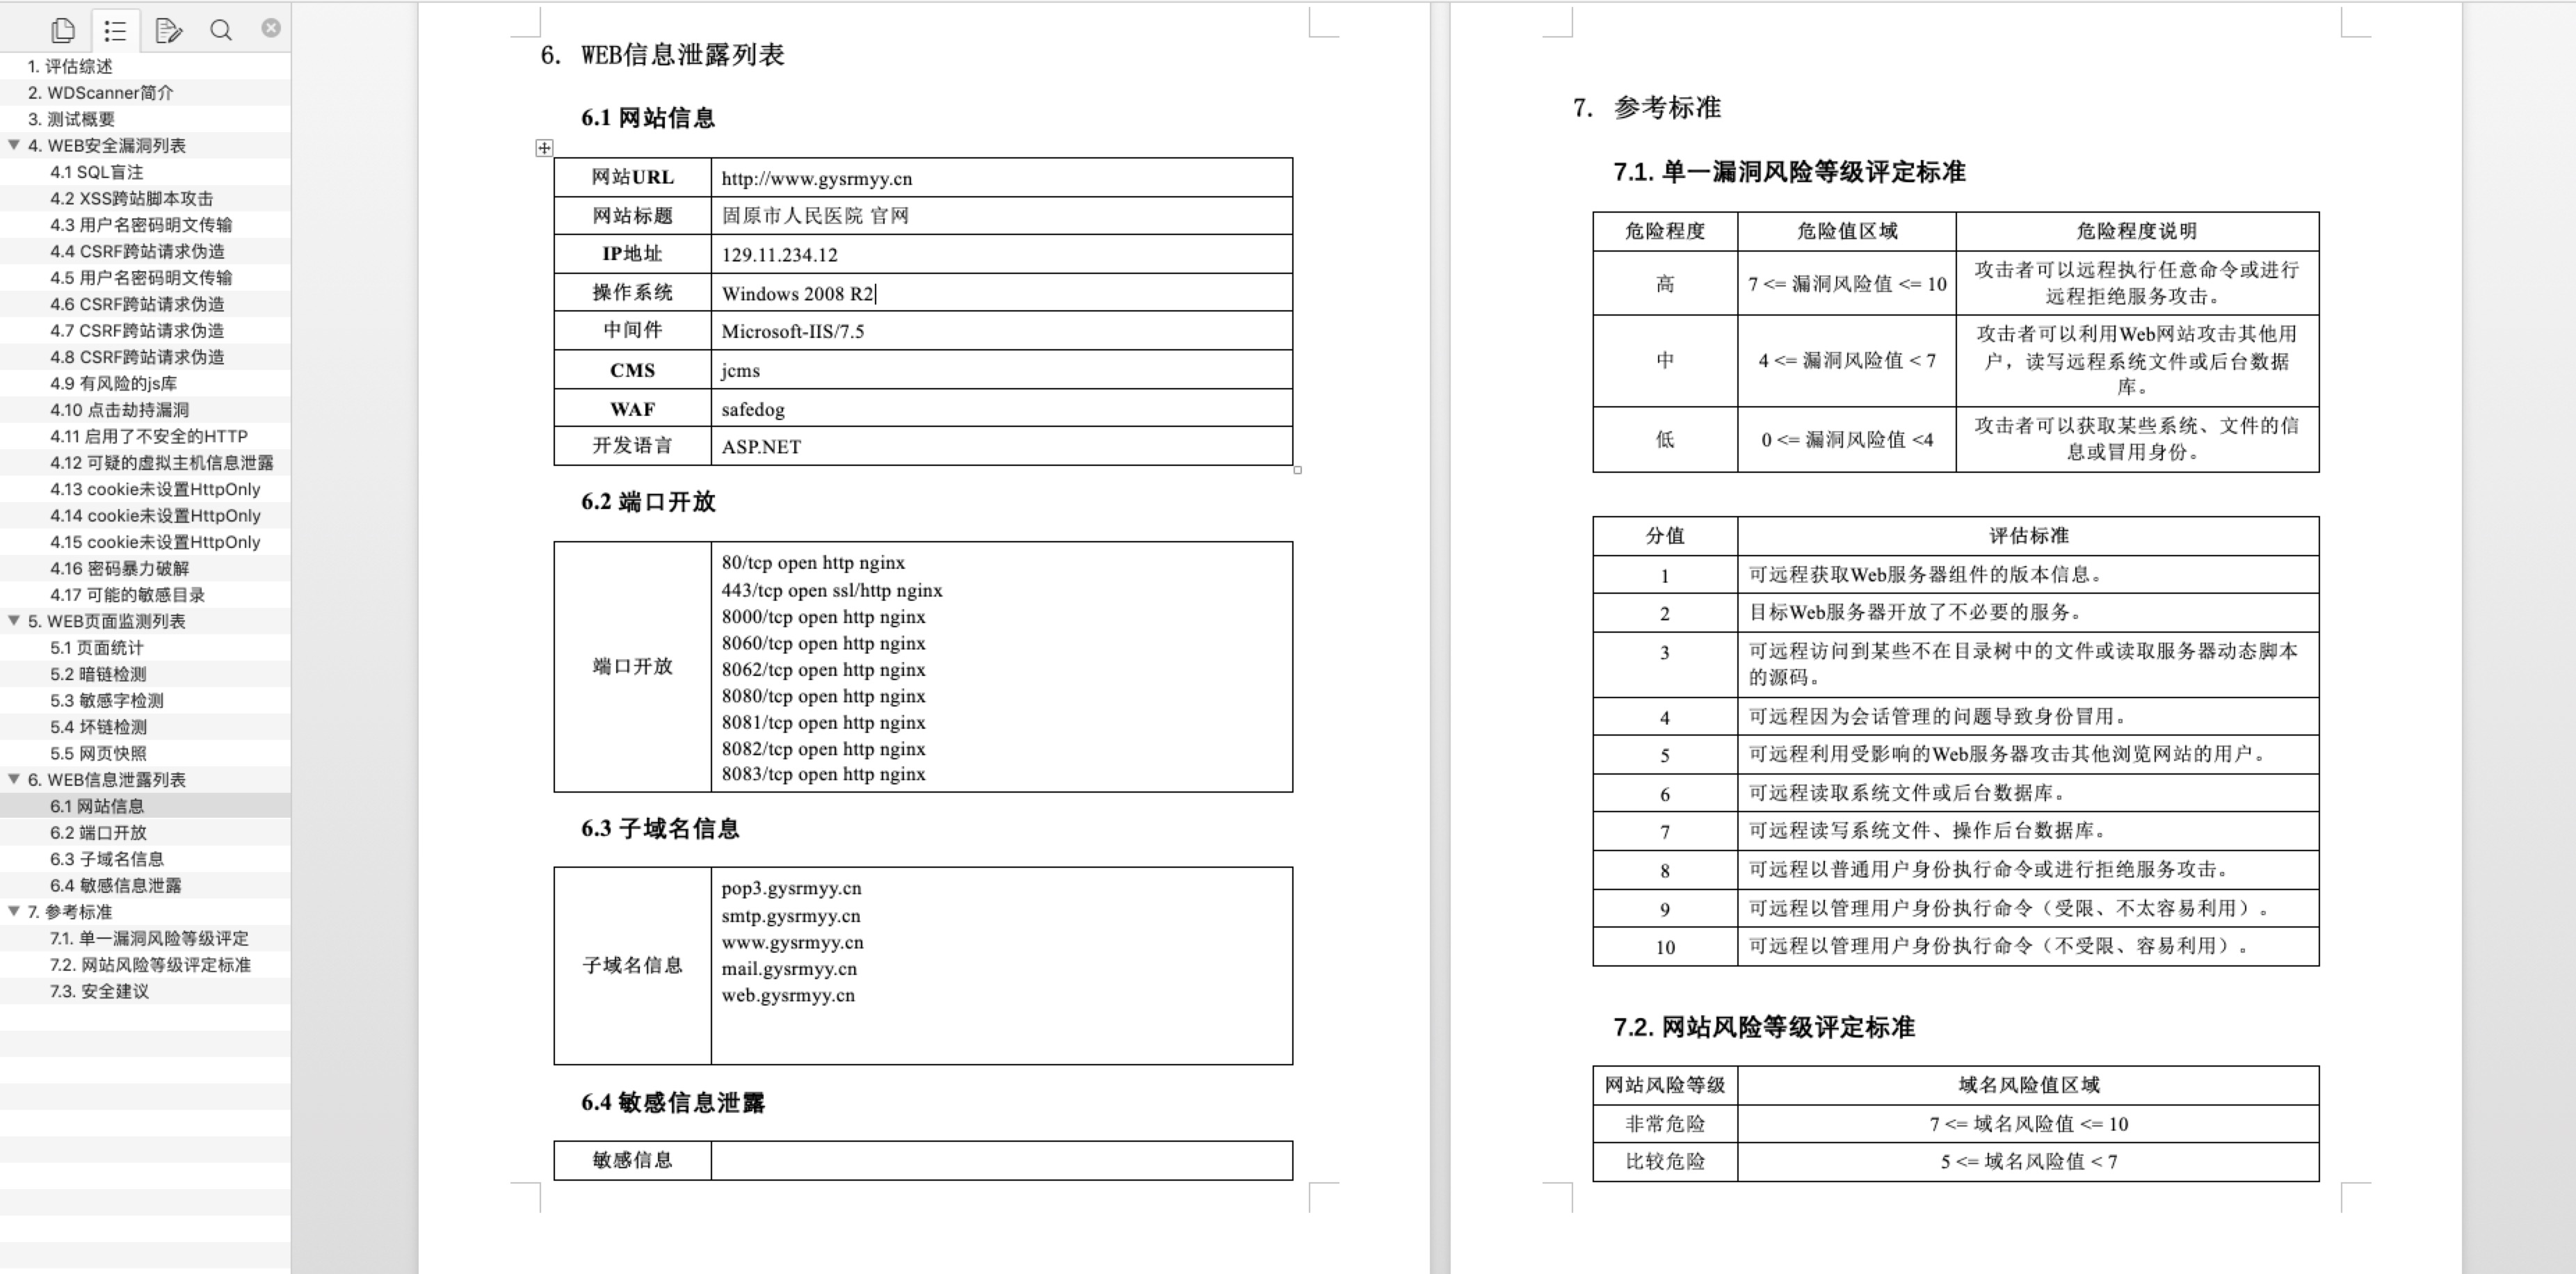 1. 评估综述
2. WDScanner简介
3. 测试概要
4. WEB安全漏洞列表
4.1 SQL盲注
4.2 XSS跨站脚本攻击
4.3 用户名密码明文传输
4.4 CSRF跨站请求伪造
4.5 用户名密码明文传输
4.6 CSRF跨站请求伪造
4.7 CSRF跨站请求伪造
4.8 CSRF跨站请求伪造
4.9 有风险的js库
4.10 点击劫持漏洞
4.11 启用了不安全的HTTP
4.12 可疑的虚拟主机信息泄露
4.13 cookie未设置HttpOnly
4.14 cookie未设置HttpOnly
4.15 cookie未设置HttpOnly
4.16 密码暴力破解
4.17 可能的敏感目录
5. WEB页面监测列表
5.1 页面统计
5.2 暗链检测
5.3 敏感字检测
5.4 坏链检测
5.5 网页快照
6. WEB信息泄露列表
6.1 网站信息
6.2 端口开放
6.3 子域名信息
6.4 敏感信息泄露
7. 参考标准
7.1. 单一漏洞风险等级评定
7.2. 网站风险等级评定标准
7.3. 安全建议
6. WEB信息泄露列表
6.1 网站信息
网站URL http://www.gysrmyy.cn
网站标题 固原市人民医院 官网
IP地址 129.11.234.12
操作系统 Windows 2008 R2
中间件 Microsoft-IIS/7.5
CMS jcms
WAF safedog
开发语言 ASP.NET
6.2 端口开放
端口开放
80/tcp open http nginx
443/tcp open ssl/http nginx
8000/tcp open http nginx
8060/tcp open http nginx
8062/tcp open http nginx
8080/tcp open http nginx
8081/tcp open http nginx
8082/tcp open http nginx
8083/tcp open http nginx
6.3 子域名信息
子域名信息
pop3.gysrmyy.cn
smtp.gysrmyy.cn
www.gysrmyy.cn
mail.gysrmyy.cn
web.gysrmyy.cn
6.4 敏感信息泄露
敏感信息
7. 参考标准
7.1. 单一漏洞风险等级评定标准
危险程度 危险值区域 危险程度说明
高 7 <= 漏洞风险值 <= 10 攻击者可以远程执行任意命令或进行
远程拒绝服务攻击。
中 4 <= 漏洞风险值 < 7 攻击者可以利用Web网站攻击其他用
户，读写远程系统文件或后台数据
库。
低 0 <= 漏洞风险值 <4 攻击者可以获取某些系统、文件的信
息或冒用身份。
分值 评估标准
1 可远程获取Web服务器组件的版本信息。
2 目标Web服务器开放了不必要的服务。
3 可远程访问到某些不在目录树中的文件或读取服务器动态脚本
的源码。
4 可远程因为会话管理的问题导致身份冒用。
5 可远程利用受影响的Web服务器攻击其他浏览网站的用户。
6 可远程读取系统文件或后台数据库。
7 可远程读写系统文件、操作后台数据库。
8 可远程以普通用户身份执行命令或进行拒绝服务攻击。
9 可远程以管理用户身份执行命令（受限、不太容易利用）。
10 可远程以管理用户身份执行命令（不受限、容易利用）。
7.2. 网站风险等级评定标准
网站风险等级 域名风险值区域
非常危险 7 <= 域名风险值 <= 10
比较危险 5 <= 域名风险值 < 7